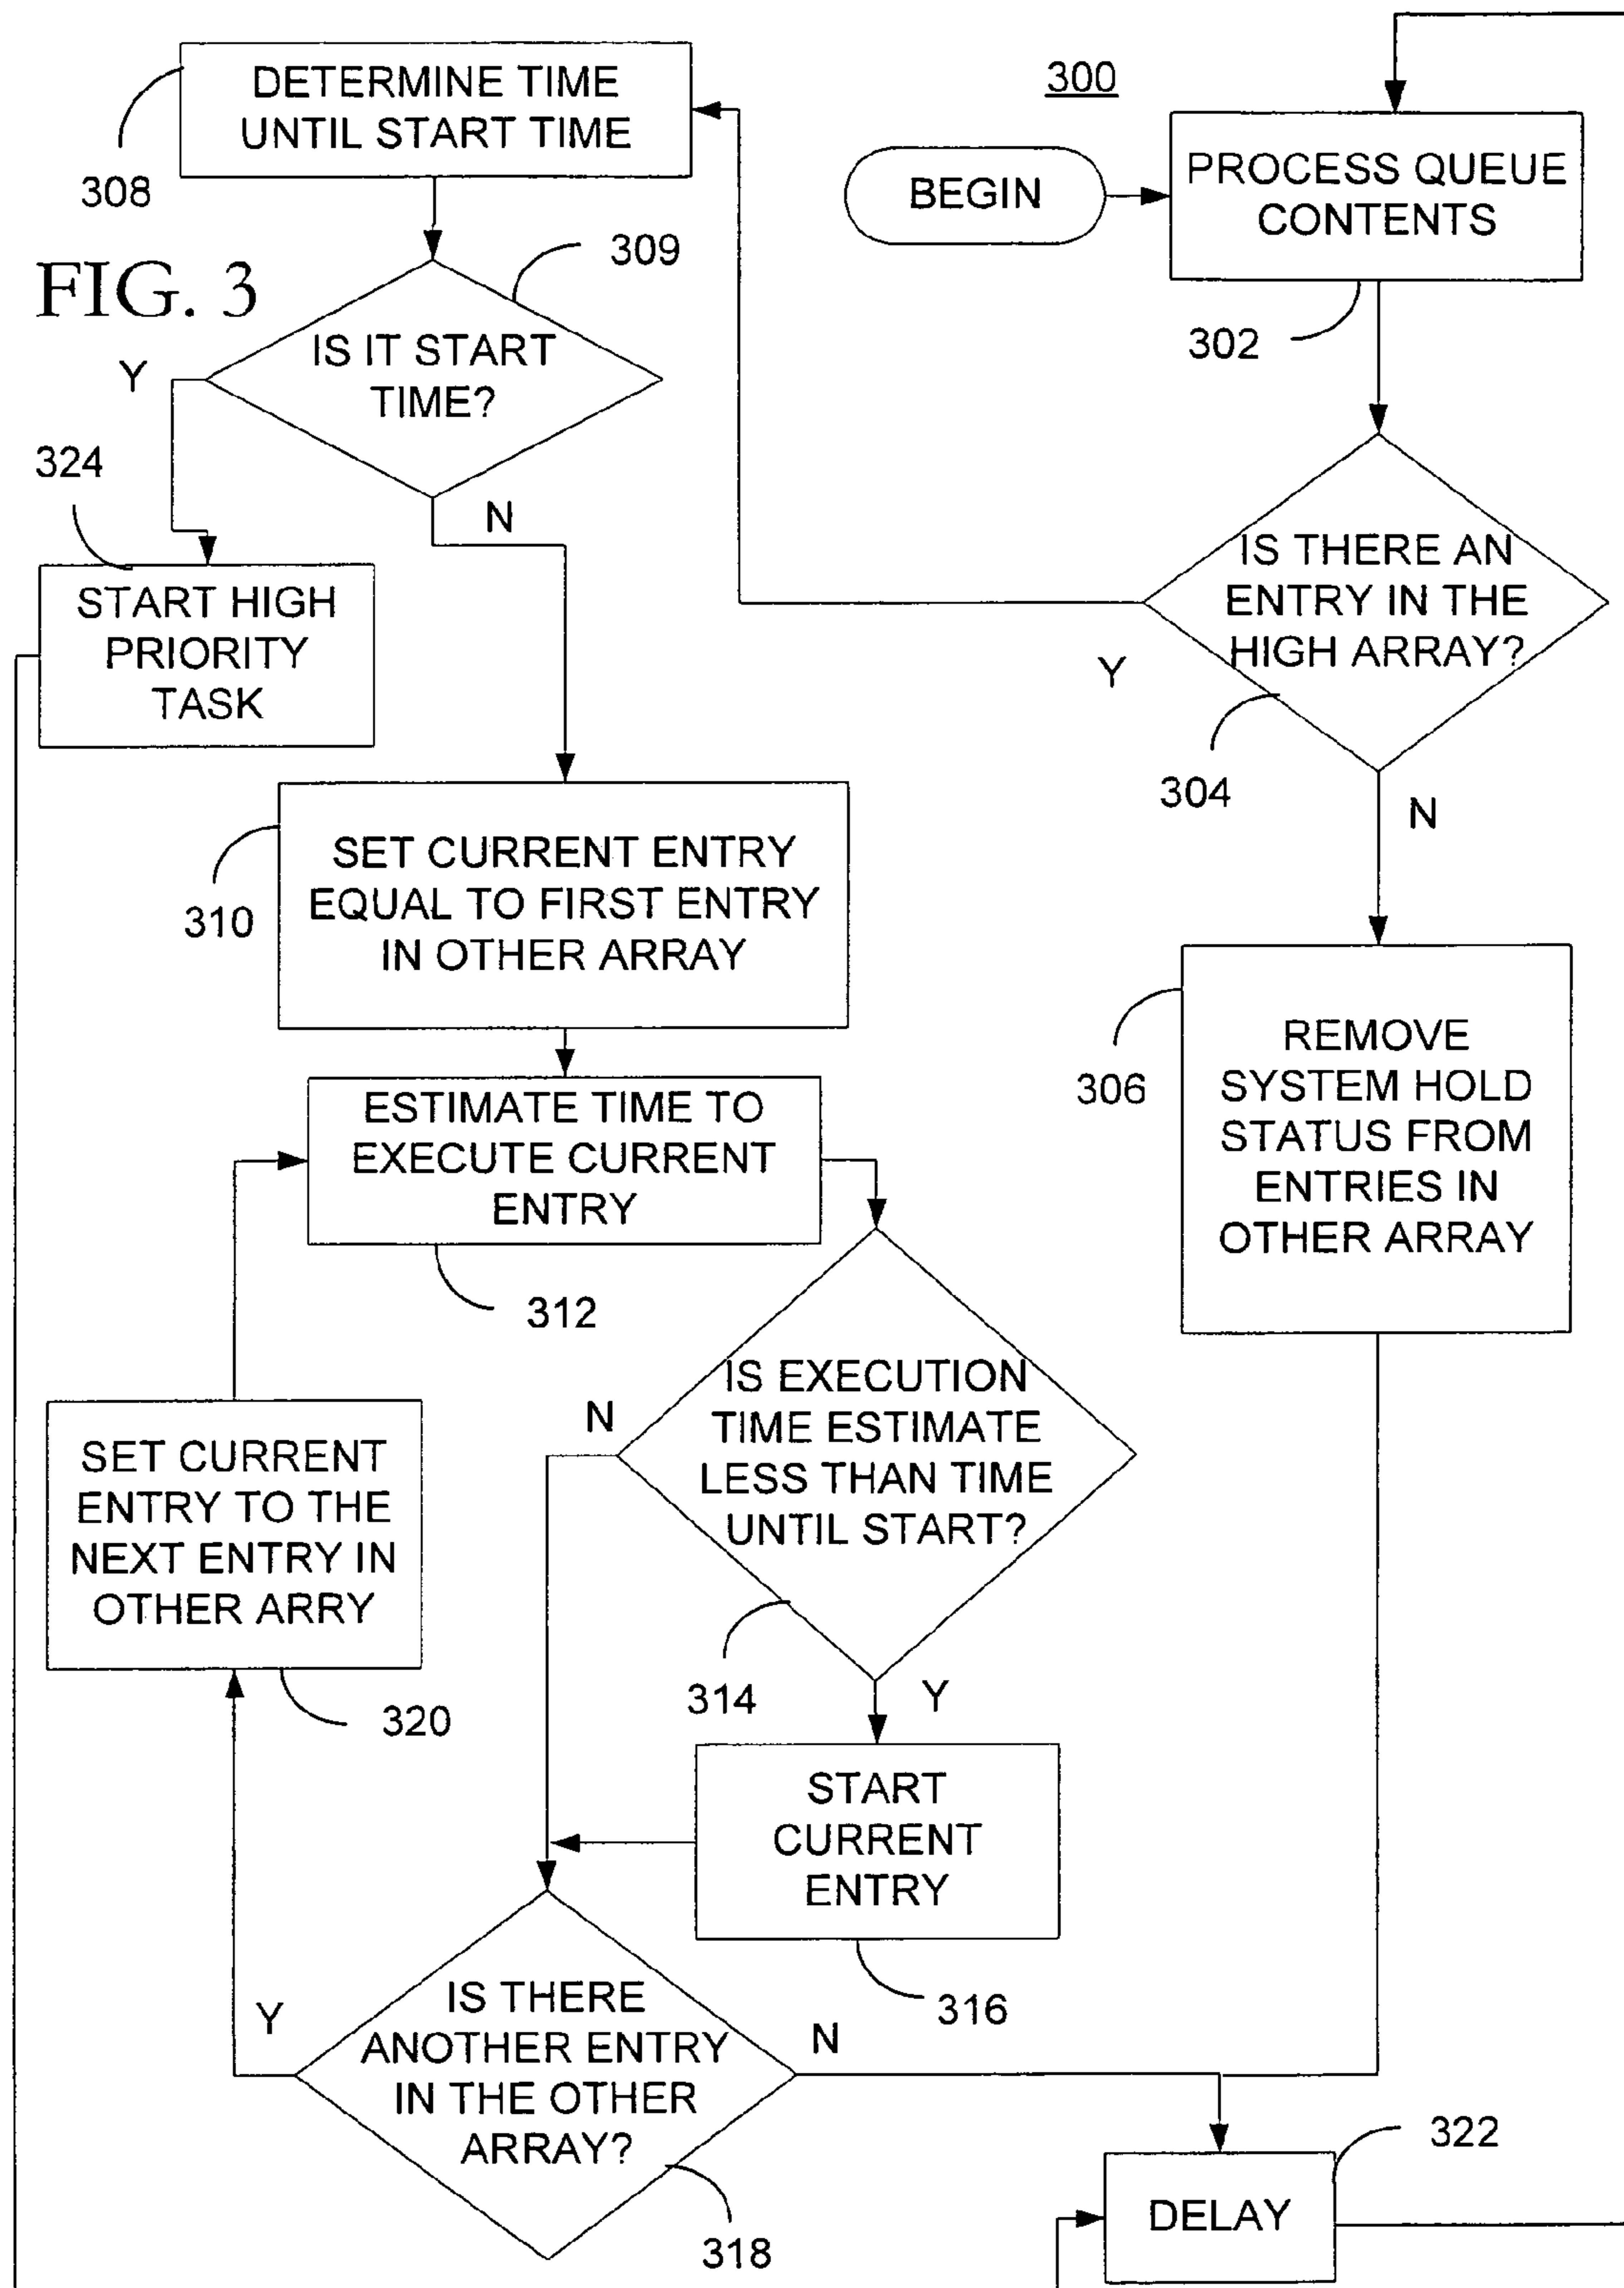 FIG. 3
300
BEGIN
PROCESS QUEUE
CONTENTS
302
IS THERE AN
ENTRY IN THE
HIGH ARRAY?
304
Y
N
REMOVE
SYSTEM HOLD
STATUS FROM
ENTRIES IN
OTHER ARRAY
306
DETERMINE TIME
UNTIL START TIME
308
IS IT START
TIME?
309
Y
N
START HIGH
PRIORITY
TASK
324
SET CURRENT ENTRY
EQUAL TO FIRST ENTRY
IN OTHER ARRAY
310
ESTIMATE TIME TO
EXECUTE CURRENT
ENTRY
312
IS EXECUTION
TIME ESTIMATE
LESS THAN TIME
UNTIL START?
314
N
Y
START
CURRENT
ENTRY
316
IS THERE
ANOTHER ENTRY
IN THE OTHER
ARRAY?
318
Y
N
SET CURRENT
ENTRY TO THE
NEXT ENTRY IN
OTHER ARRY
320
DELAY
322